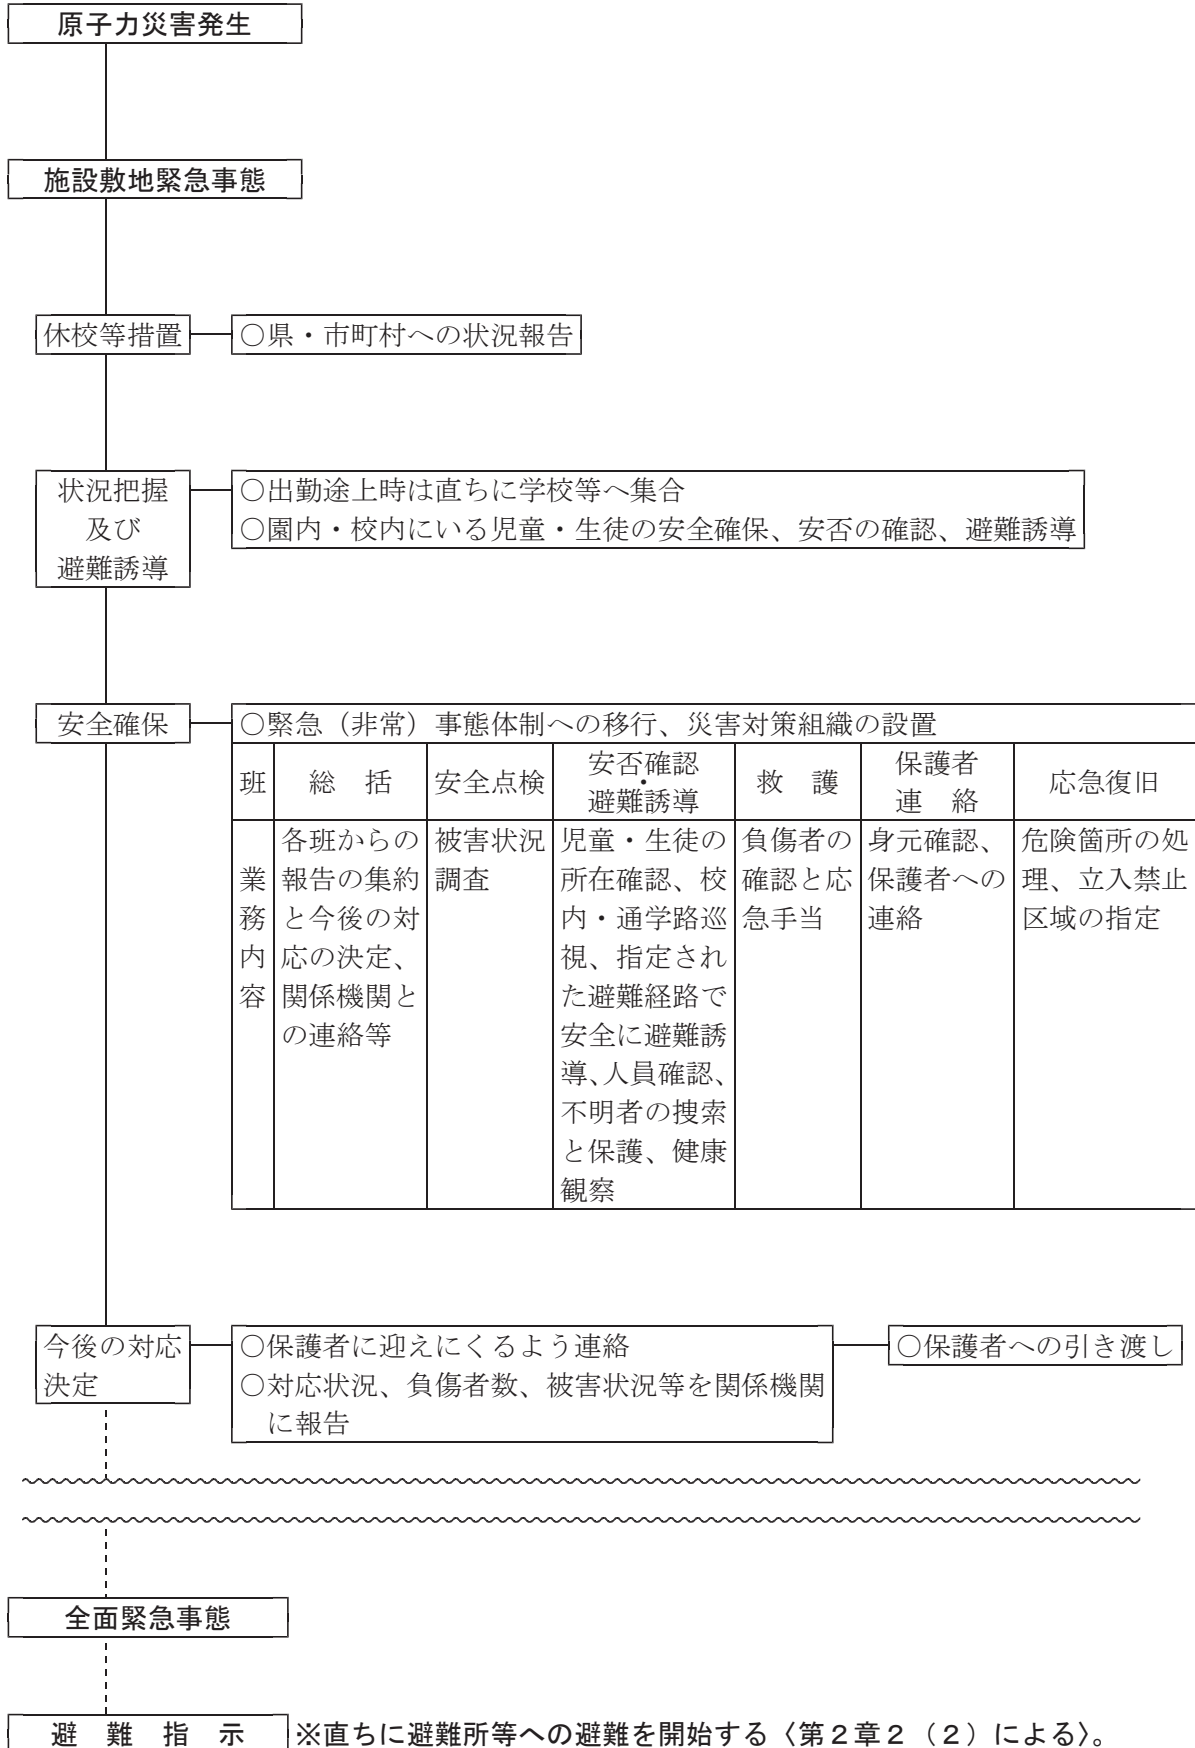 原子力災害発生
施設敷地緊急事態
休校等措置
○県・市町村への状況報告
状況把握
及び
避難誘導
○出勤途上時は直ちに学校等へ集合
○園内・校内にいる児童・生徒の安全確保、安否の確認、避難誘導
安全確保
○緊急（非常）事態体制への移行、災害対策組織の設置
班
総　括
安全点検
安否確認
・
避難誘導
救　護
保護者
連　絡
応急復旧
業
務
内
容
各班からの
報告の集約
と今後の対
応の決定、
関係機関と
の連絡等
被害状況
調査
児童・生徒の
所在確認、校
内・通学路巡
視、指定され
た避難経路で
安全に避難誘
導、人員確認、
不明者の捜索
と保護、健康
観察
負傷者の
確認と応
急手当
身元確認、
保護者への
連絡
危険箇所の処
理、立入禁止
区域の指定
今後の対応
決定
○保護者に迎えにくるよう連絡
○対応状況、負傷者数、被害状況等を関係機関
に報告
○保護者への引き渡し
全面緊急事態
避　難　指　示
※直ちに避難所等への避難を開始する〈第２章２（２）による〉。